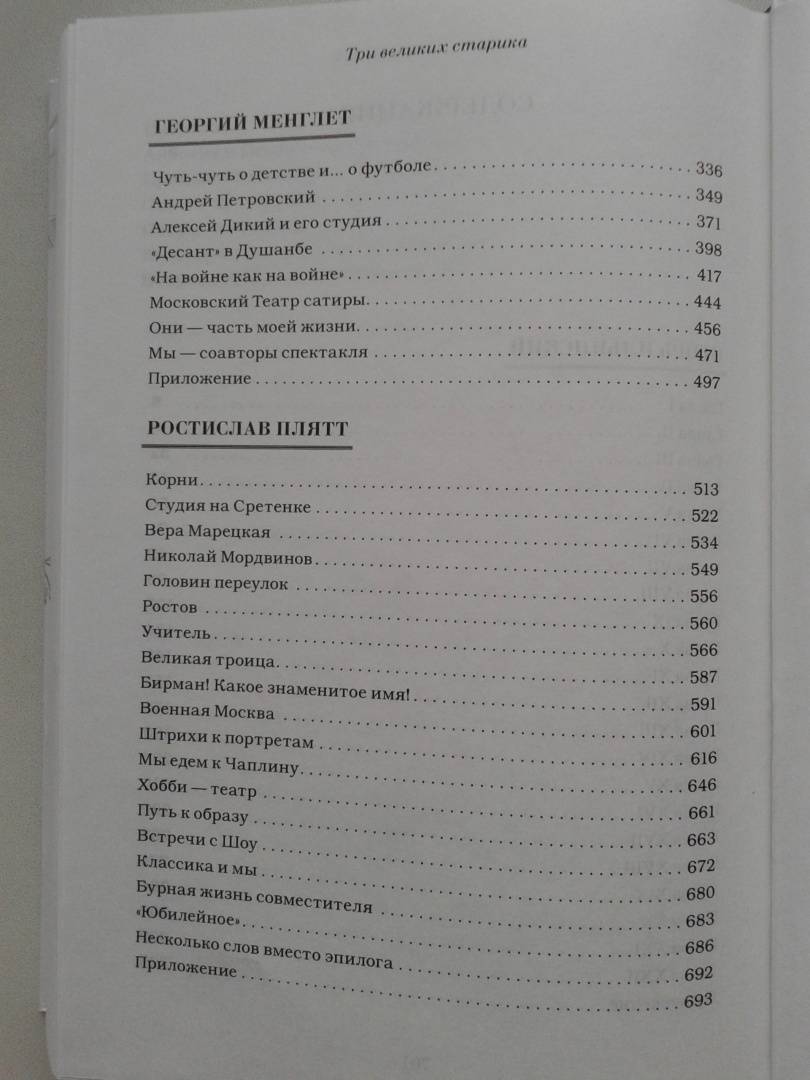 Три великих старика
ГЕОРГИЙ МЕНГЛЕТ
Чуть-чуть о детстве и... о футболе 336
Андрей Петровский 349
Алексей Дикий и его студия 371
«Десант» в Душанбе 398
«На войне как на войне» 417
Московский Театр сатиры 444
Они — часть моей жизни 456
Мы — соавторы спектакля 471
Приложение 497
РОСТИСЛАВ ПЛЯТТ
Корни 513
Студия на Сретенке 522
Вера Марецкая 534
Николай Мордвинов 549
Головин переулок 556
Ростов 560
Учитель 566
Великая троица 587
Бирман! Какое знаменитое имя! 591
Военная Москва 601
Штрихи к портретам 616
Мы едем к Чаплину 646
Хобби — театр 661
Путь к образу 663
Встречи с Шоу 672
Классика и мы 680
Бурная жизнь совместителя 683
«Юбилейное» 686
Несколько слов вместо эпилога 692
Приложение 693